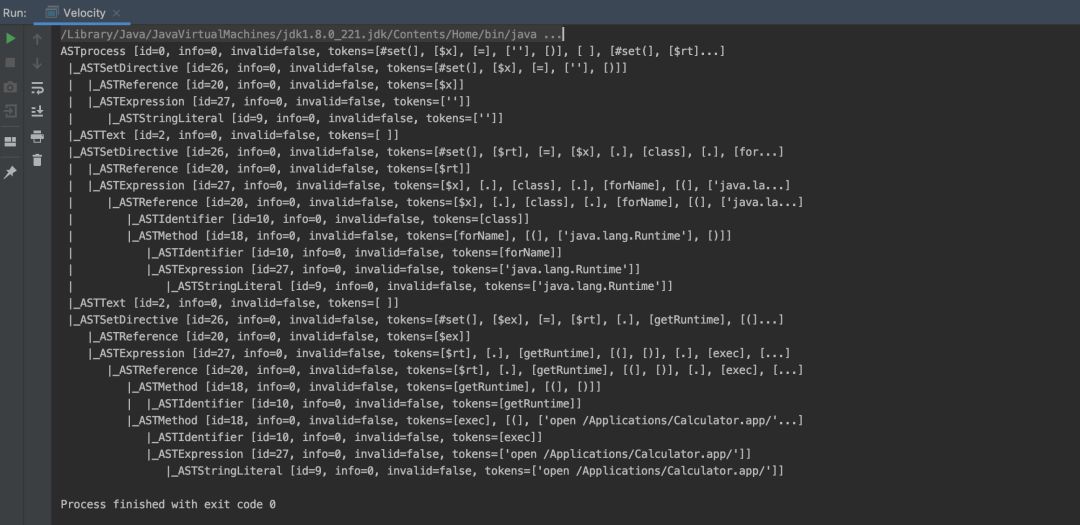 Run: Velocity ×
/Library/Java/JavaVirtualMachines/jdk1.8.0_221.jdk/Contents/Home/bin/java ...
ASTprocess [id=0, info=0, invalid=false, tokens=[#set(], [$x], [=], [''], [)], [ ], [#set(], [$rt]...]
|_ASTSetDirective [id=26, info=0, invalid=false, tokens=[#set(], [$x], [=], [''], [)]]
| |_ASTReference [id=20, info=0, invalid=false, tokens=[$x]]
| |_ASTExpression [id=27, info=0, invalid=false, tokens=['']]
|   |_ASTStringLiteral [id=9, info=0, invalid=false, tokens=['']]
|_ASTText [id=2, info=0, invalid=false, tokens=[ ]]
|_ASTSetDirective [id=26, info=0, invalid=false, tokens=[#set(], [$rt], [=], [$x], [.], [class], [.], [for...]
| |_ASTReference [id=20, info=0, invalid=false, tokens=[$rt]]
| |_ASTExpression [id=27, info=0, invalid=false, tokens=[$x], [.], [class], [.], [forName], [(], ['java.la...]
|   |_ASTReference [id=20, info=0, invalid=false, tokens=[$x], [.], [class], [.], [forName], [(], ['java.la...]
|     |_ASTIdentifier [id=10, info=0, invalid=false, tokens=[class]]
|     |_ASTMethod [id=18, info=0, invalid=false, tokens=[forName], [(], ['java.lang.Runtime'], [)]]
|       |_ASTIdentifier [id=10, info=0, invalid=false, tokens=[forName]]
|       |_ASTExpression [id=27, info=0, invalid=false, tokens=['java.lang.Runtime']]
|         |_ASTStringLiteral [id=9, info=0, invalid=false, tokens=['java.lang.Runtime']]
|_ASTText [id=2, info=0, invalid=false, tokens=[ ]]
|_ASTSetDirective [id=26, info=0, invalid=false, tokens=[#set(], [$ex], [=], [$rt], [.], [getRuntime], [(]...]
  |_ASTReference [id=20, info=0, invalid=false, tokens=[$ex]]
  |_ASTExpression [id=27, info=0, invalid=false, tokens=[$rt], [.], [getRuntime], [(], [)], [.], [exec], [...]
    |_ASTReference [id=20, info=0, invalid=false, tokens=[$rt], [.], [getRuntime], [(], [)], [.], [exec], [...]
      |_ASTMethod [id=18, info=0, invalid=false, tokens=[getRuntime], [(], [)]]
      | |_ASTIdentifier [id=10, info=0, invalid=false, tokens=[getRuntime]]
      |_ASTMethod [id=18, info=0, invalid=false, tokens=[exec], [(], ['open /Applications/Calculator.app/'...]
        |_ASTIdentifier [id=10, info=0, invalid=false, tokens=[exec]]
        |_ASTExpression [id=27, info=0, invalid=false, tokens=['open /Applications/Calculator.app/']]
          |_ASTStringLiteral [id=9, info=0, invalid=false, tokens=['open /Applications/Calculator.app/']]
Process finished with exit code 0